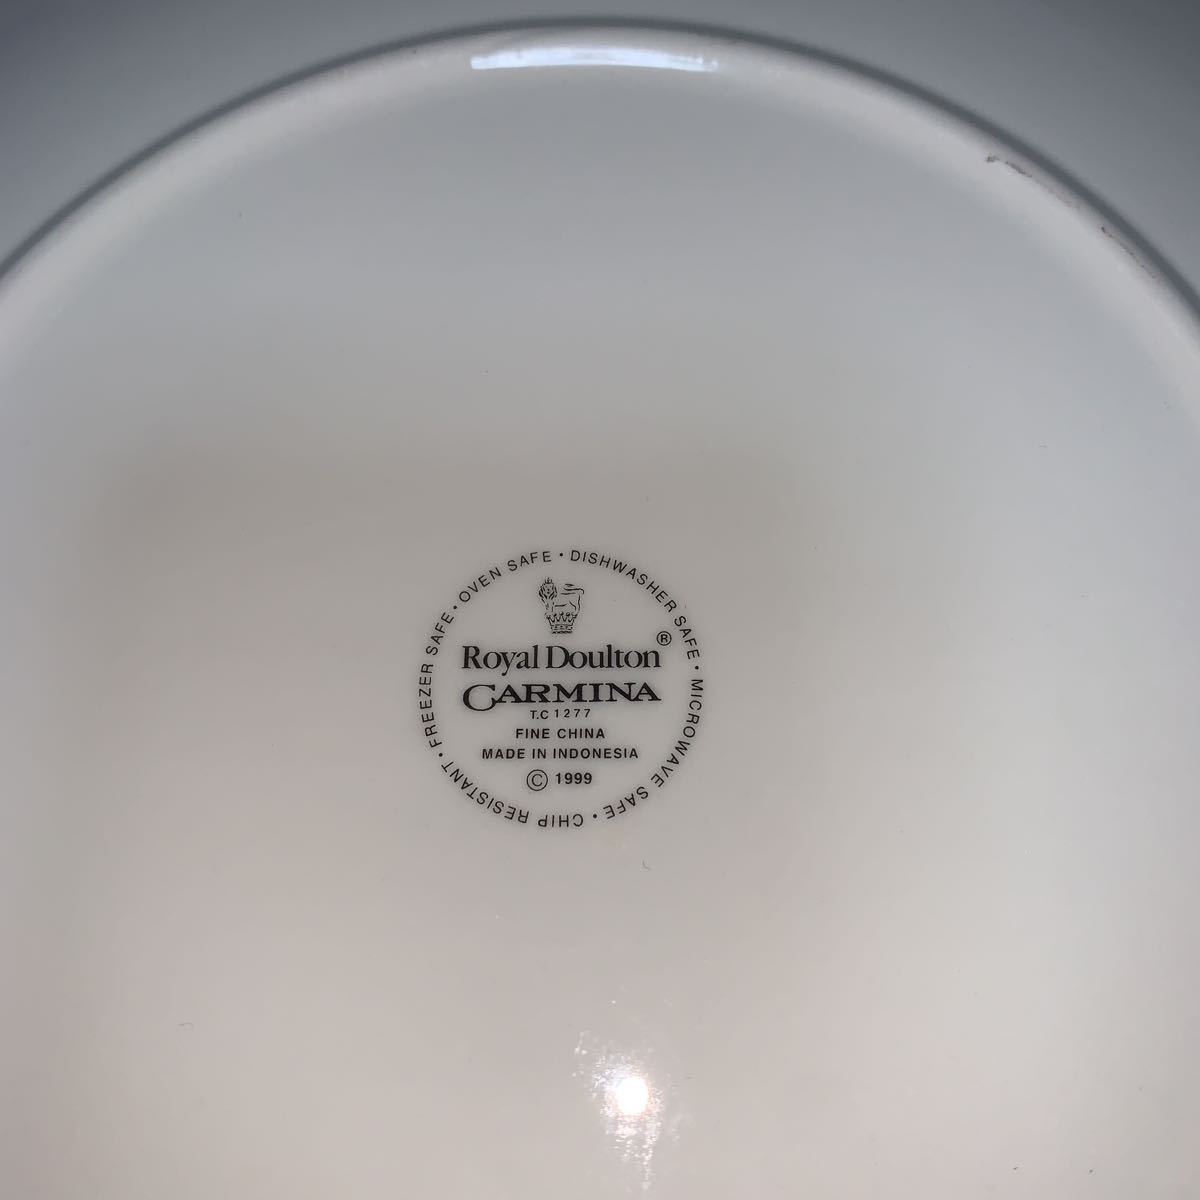 FREEZER SAFE • OVEN SAFE • DISHWASHER SAFE • MICROWAVE SAFE • CHIP RESISTANT •
Royal Doulton®
CARMINA
T.C 1277
FINE CHINA
MADE IN INDONESIA
© 1999